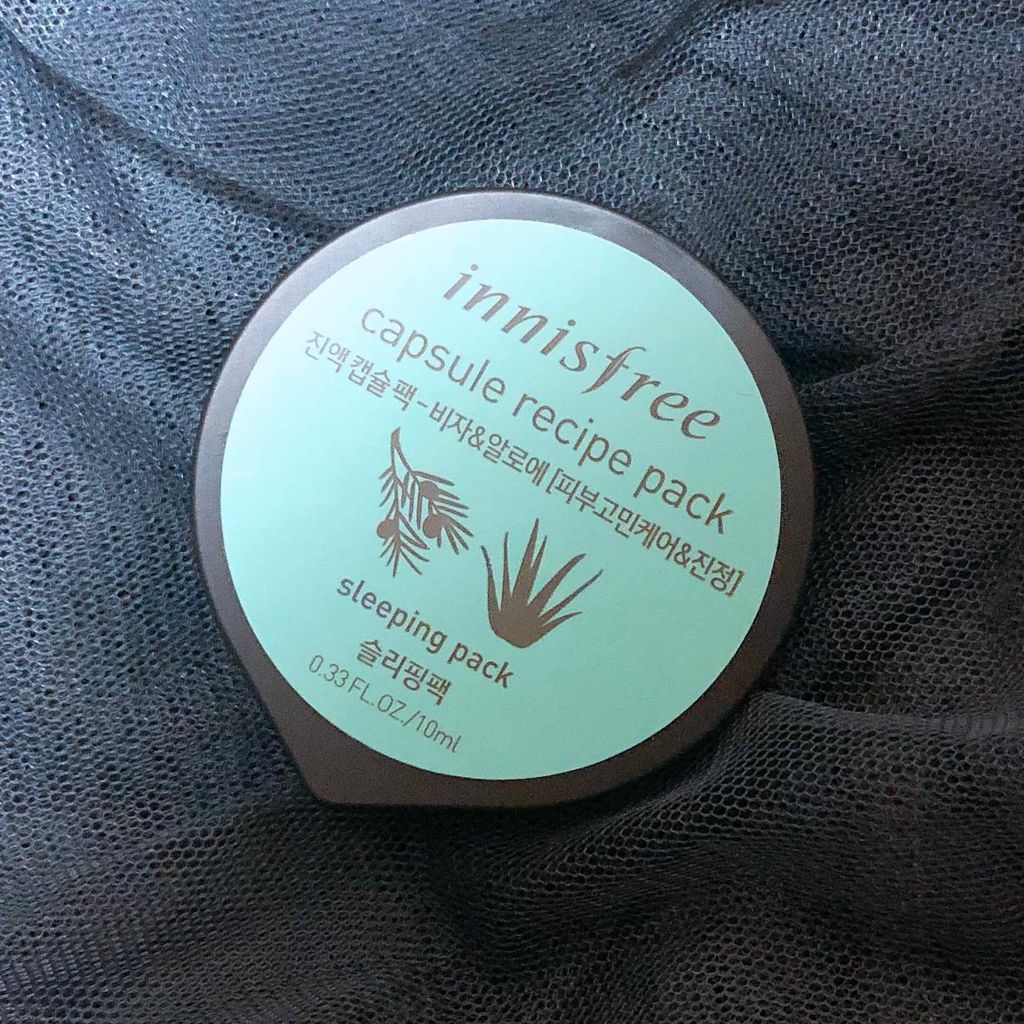 innisfree
capsule recipe pack
진액 캡슐 팩 - 비자&알로에 [피부고민케어&진정]
sleeping pack
슬리핑팩
0.33 FL.OZ./10ml